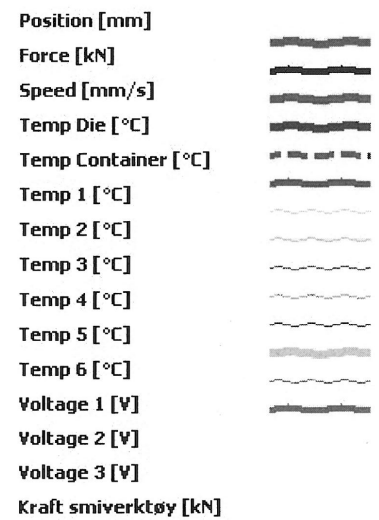 Position [mm]
Force [kN]
Speed [mm/s]
Temp Die [°C]
Temp Container [°C]
Temp 1 [°C]
Temp 2 [°C]
Temp 3 [°C]
Temp 4 [°C]
Temp 5 [°C]
Temp 6 [°C]
Voltage 1 [V]
Voltage 2 [V]
Voltage 3 [V]
Kraft smiverktøy [kN]